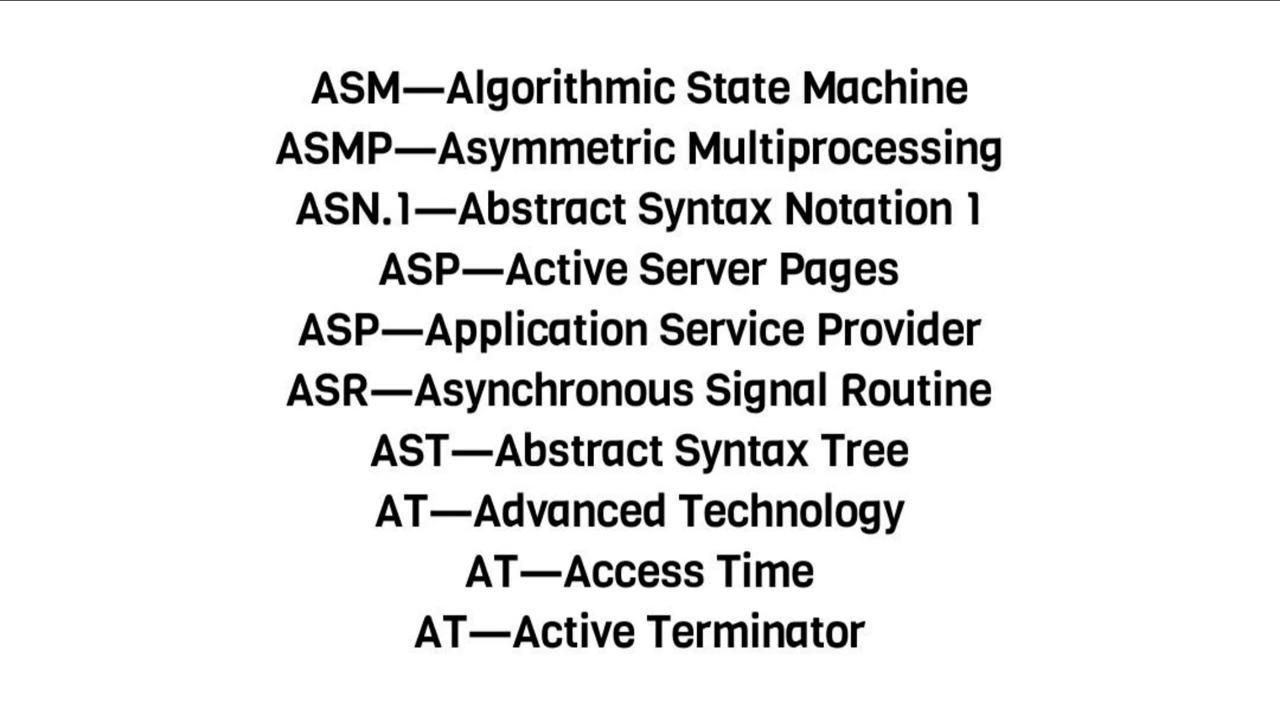 ASM—Algorithmic State Machine
ASMP—Asymmetric Multiprocessing
ASN.1—Abstract Syntax Notation 1
ASP—Active Server Pages
ASP—Application Service Provider
ASR—Asynchronous Signal Routine
AST—Abstract Syntax Tree
AT—Advanced Technology
AT—Access Time
AT—Active Terminator